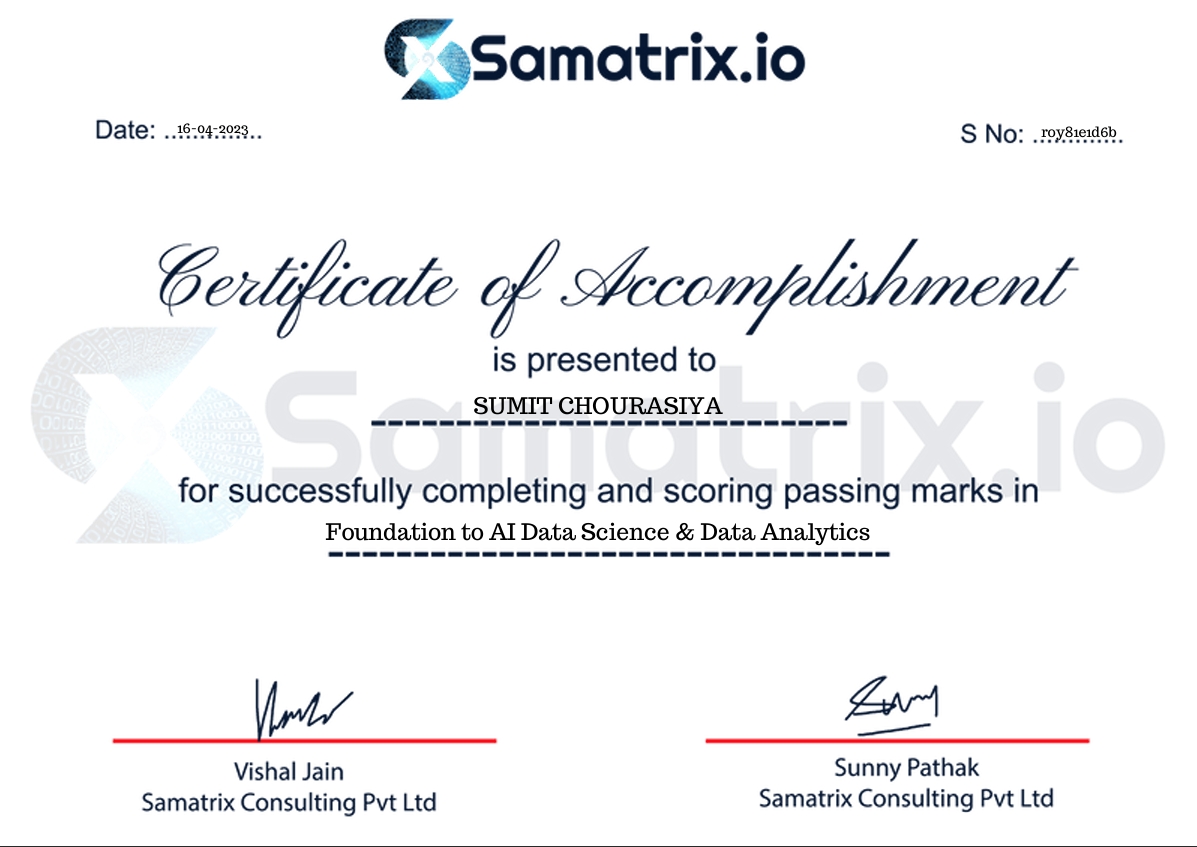 Samatrix.io
Date: ..16-04-2023..
S No: ..roy81e1d6b..
Certificate of Accomplishment
is presented to
SUMIT CHOURASIYA
for successfully completing and scoring passing marks in
Foundation to AI Data Science & Data Analytics
Vishal Jain
Samatrix Consulting Pvt Ltd
Sunny Pathak
Samatrix Consulting Pvt Ltd